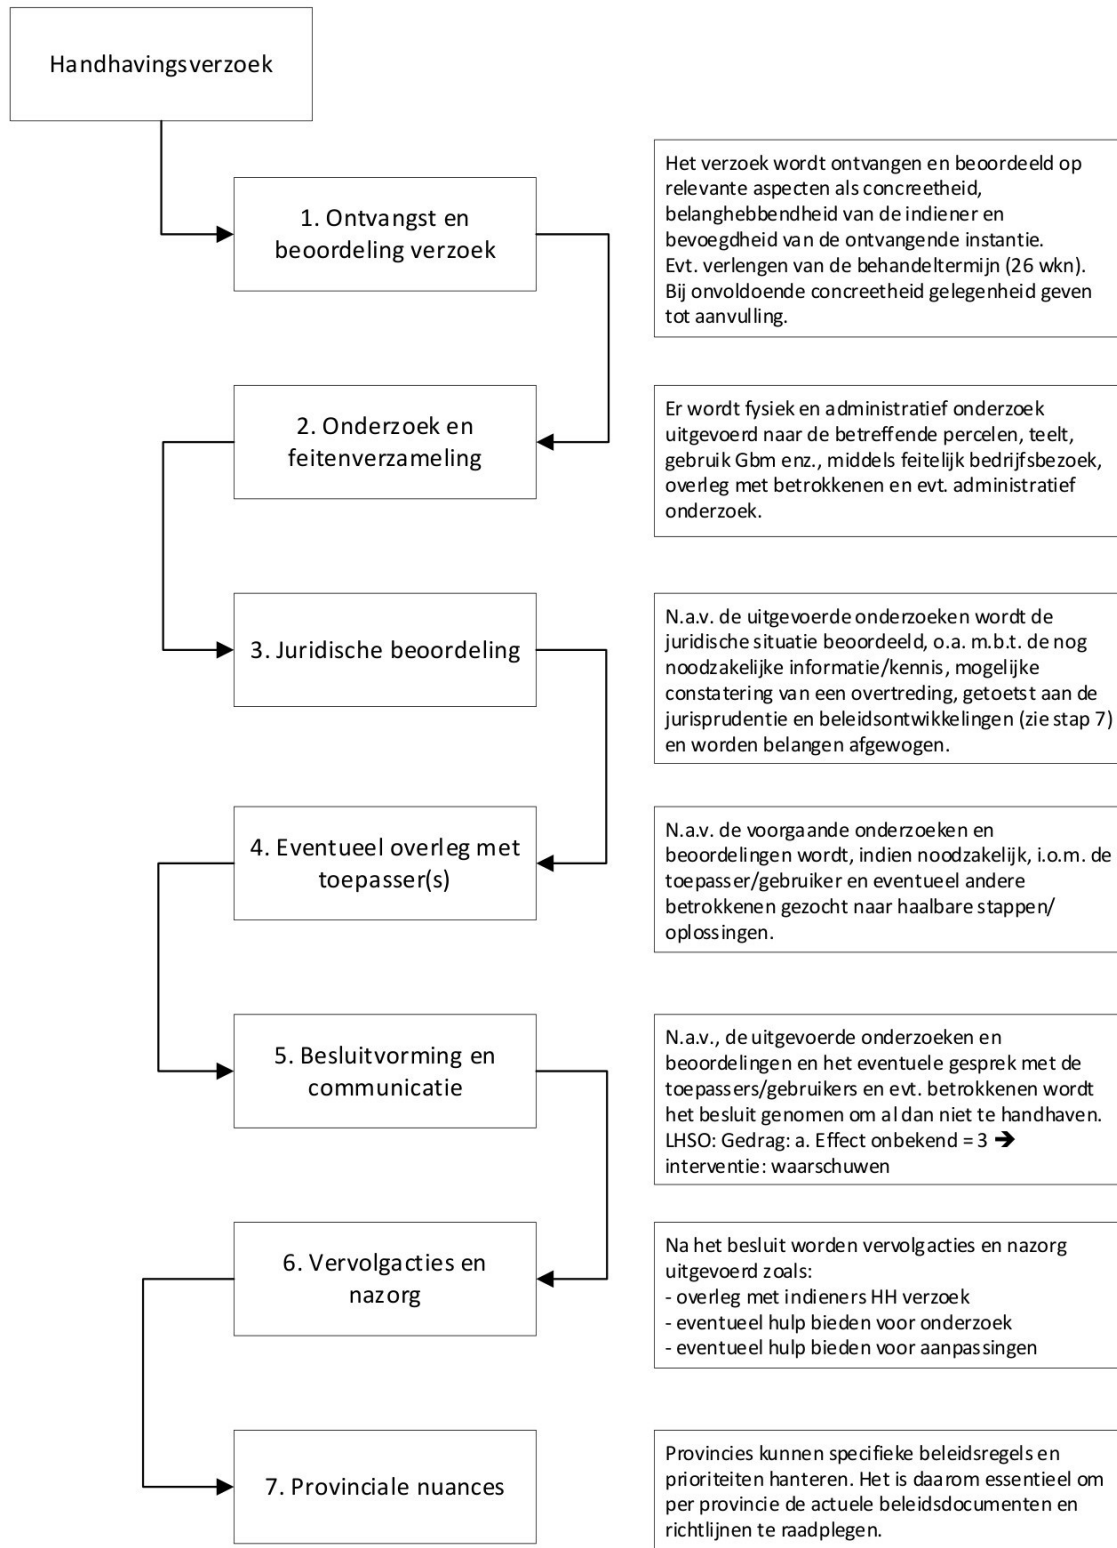 Handhavingsverzoek
1. Ontvangst en
beoordeling verzoek
Het verzoek wordt ontvangen en beoordeeld op
relevante aspecten als concreetheid,
belanghebbendheid van de indiener en
bevoegdheid van de ontvangende instantie.
Evt. verlengen van de behandeltermijn (26 wkn).
Bij onvoldoende concreetheid gelegenheid geven
tot aanvulling.
2. Onderzoek en
feitenverzameling
Er wordt fysiek en administratief onderzoek
uitgevoerd naar de betreffende percelen, teelt,
gebruik Gbm enz., middels feitelijk bedrijfsbezoek,
overleg met betrokkenen en evt. administratief
onderzoek.
3. Juridische beoordeling
N.a.v. de uitgevoerde onderzoeken wordt de
juridische situatie beoordeeld, o.a. m.b.t. de nog
noodzakelijke informatie/kennis, mogelijke
constatering van een overtreding, getoetst aan de
jurisprudentie en beleidsontwikkelingen (zie stap 7)
en worden belangen afgewogen.
4. Eventueel overleg met
toepasser(s)
N.a.v. de voorgaande onderzoeken en
beoordelingen wordt, indien noodzakelijk, i.o.m. de
toepasser/gebruiker en eventueel andere
betrokkenen gezocht naar haalbare stappen/
oplossingen.
5. Besluitvorming en
communicatie
N.a.v., de uitgevoerde onderzoeken en
beoordelingen en het eventuele gesprek met de
toepassers/gebruikers en evt. betrokkenen wordt
het besluit genomen om al dan niet te handhaven.
LHSO: Gedrag: a. Effect onbekend = 3 ➔
interventie: waarschuwen
6. Vervolgacties en
nazorg
Na het besluit worden vervolgacties en nazorg
uitgevoerd zoals:
- overleg met indieners HH verzoek
- eventueel hulp bieden voor onderzoek
- eventueel hulp bieden voor aanpassingen
7. Provinciale nuances
Provincies kunnen specifieke beleidsregels en
prioriteiten hanteren. Het is daarom essentieel om
per provincie de actuele beleidsdocumenten en
richtlijnen te raadplegen.